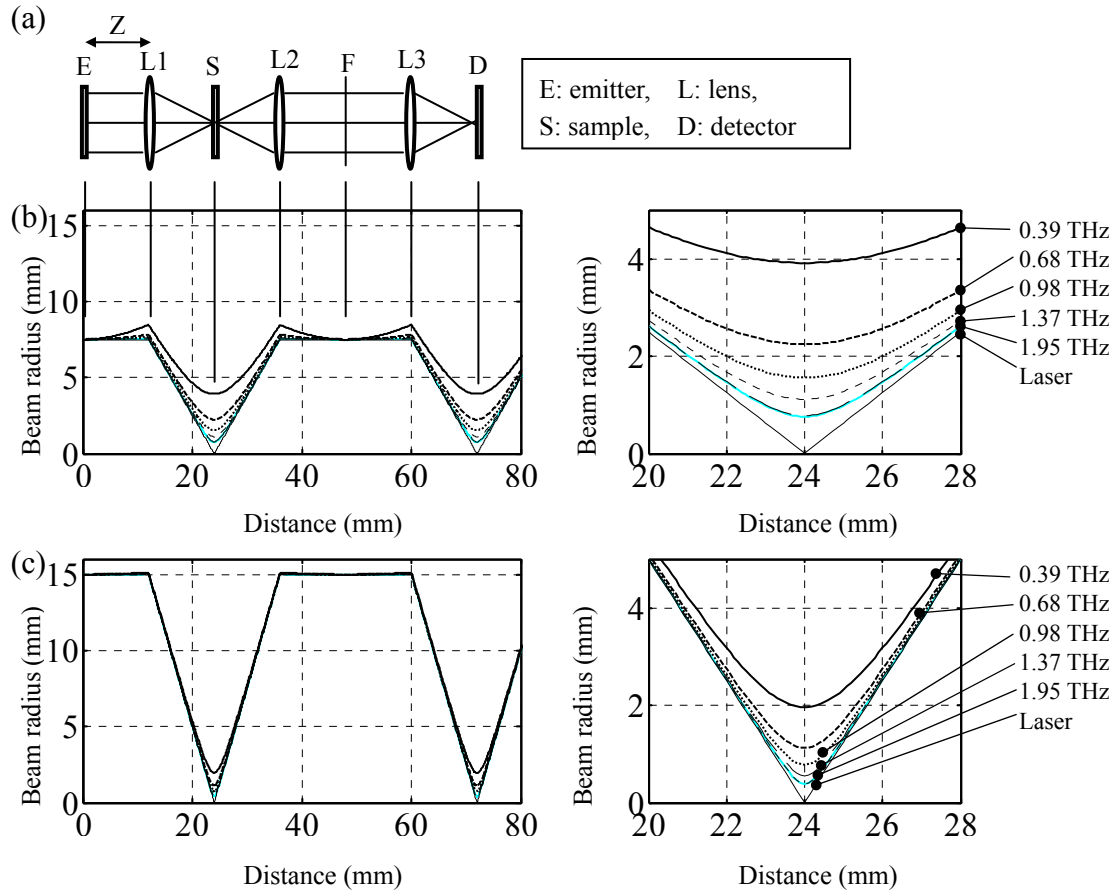 (a)
Z
E L1 S L2 F L3 D
E: emitter, L: lens,
S: sample, D: detector
(b)
Beam radius (mm)
15
10
5
0
0 20 40 60 80
Distance (mm)
Beam radius (mm)
4
2
0
20 22 24 26 28
Distance (mm)
0.39 THz
0.68 THz
0.98 THz
1.37 THz
1.95 THz
Laser
(c)
Beam radius (mm)
15
10
5
0
0 20 40 60 80
Distance (mm)
Beam radius (mm)
4
2
0
20 22 24 26 28
Distance (mm)
0.39 THz
0.68 THz
0.98 THz
1.37 THz
1.95 THz
Laser